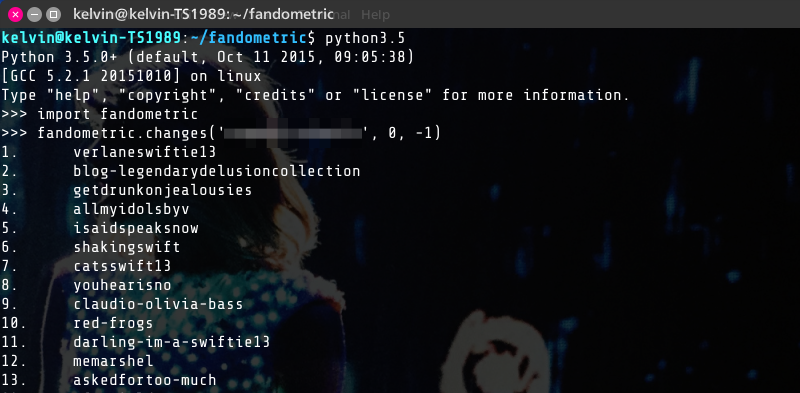 kelvin@kelvin-TS1989: ~/fandometric Help
kelvin@kelvin-TS1989:~/fandometric$ python3.5
Python 3.5.0+ (default, Oct 11 2015, 09:05:38)
[GCC 5.2.1 20151010] on linux
Type "help", "copyright", "credits" or "license" for more information.
>>> import fandometric
>>> fandometric.changes('', 0, -1)
1. verlaneswiftie13
2. blog-legendarydelusioncollection
3. getdrunkonjealousies
4. allmyidolsbyv
5. isaidspeaksnow
6. shakingswift
7. catsswift13
8. youhearisno
9. claudio-olivia-bass
10. red-frogs
11. darling-im-a-swiftie13
12. memarshel
13. askedfortoo-much